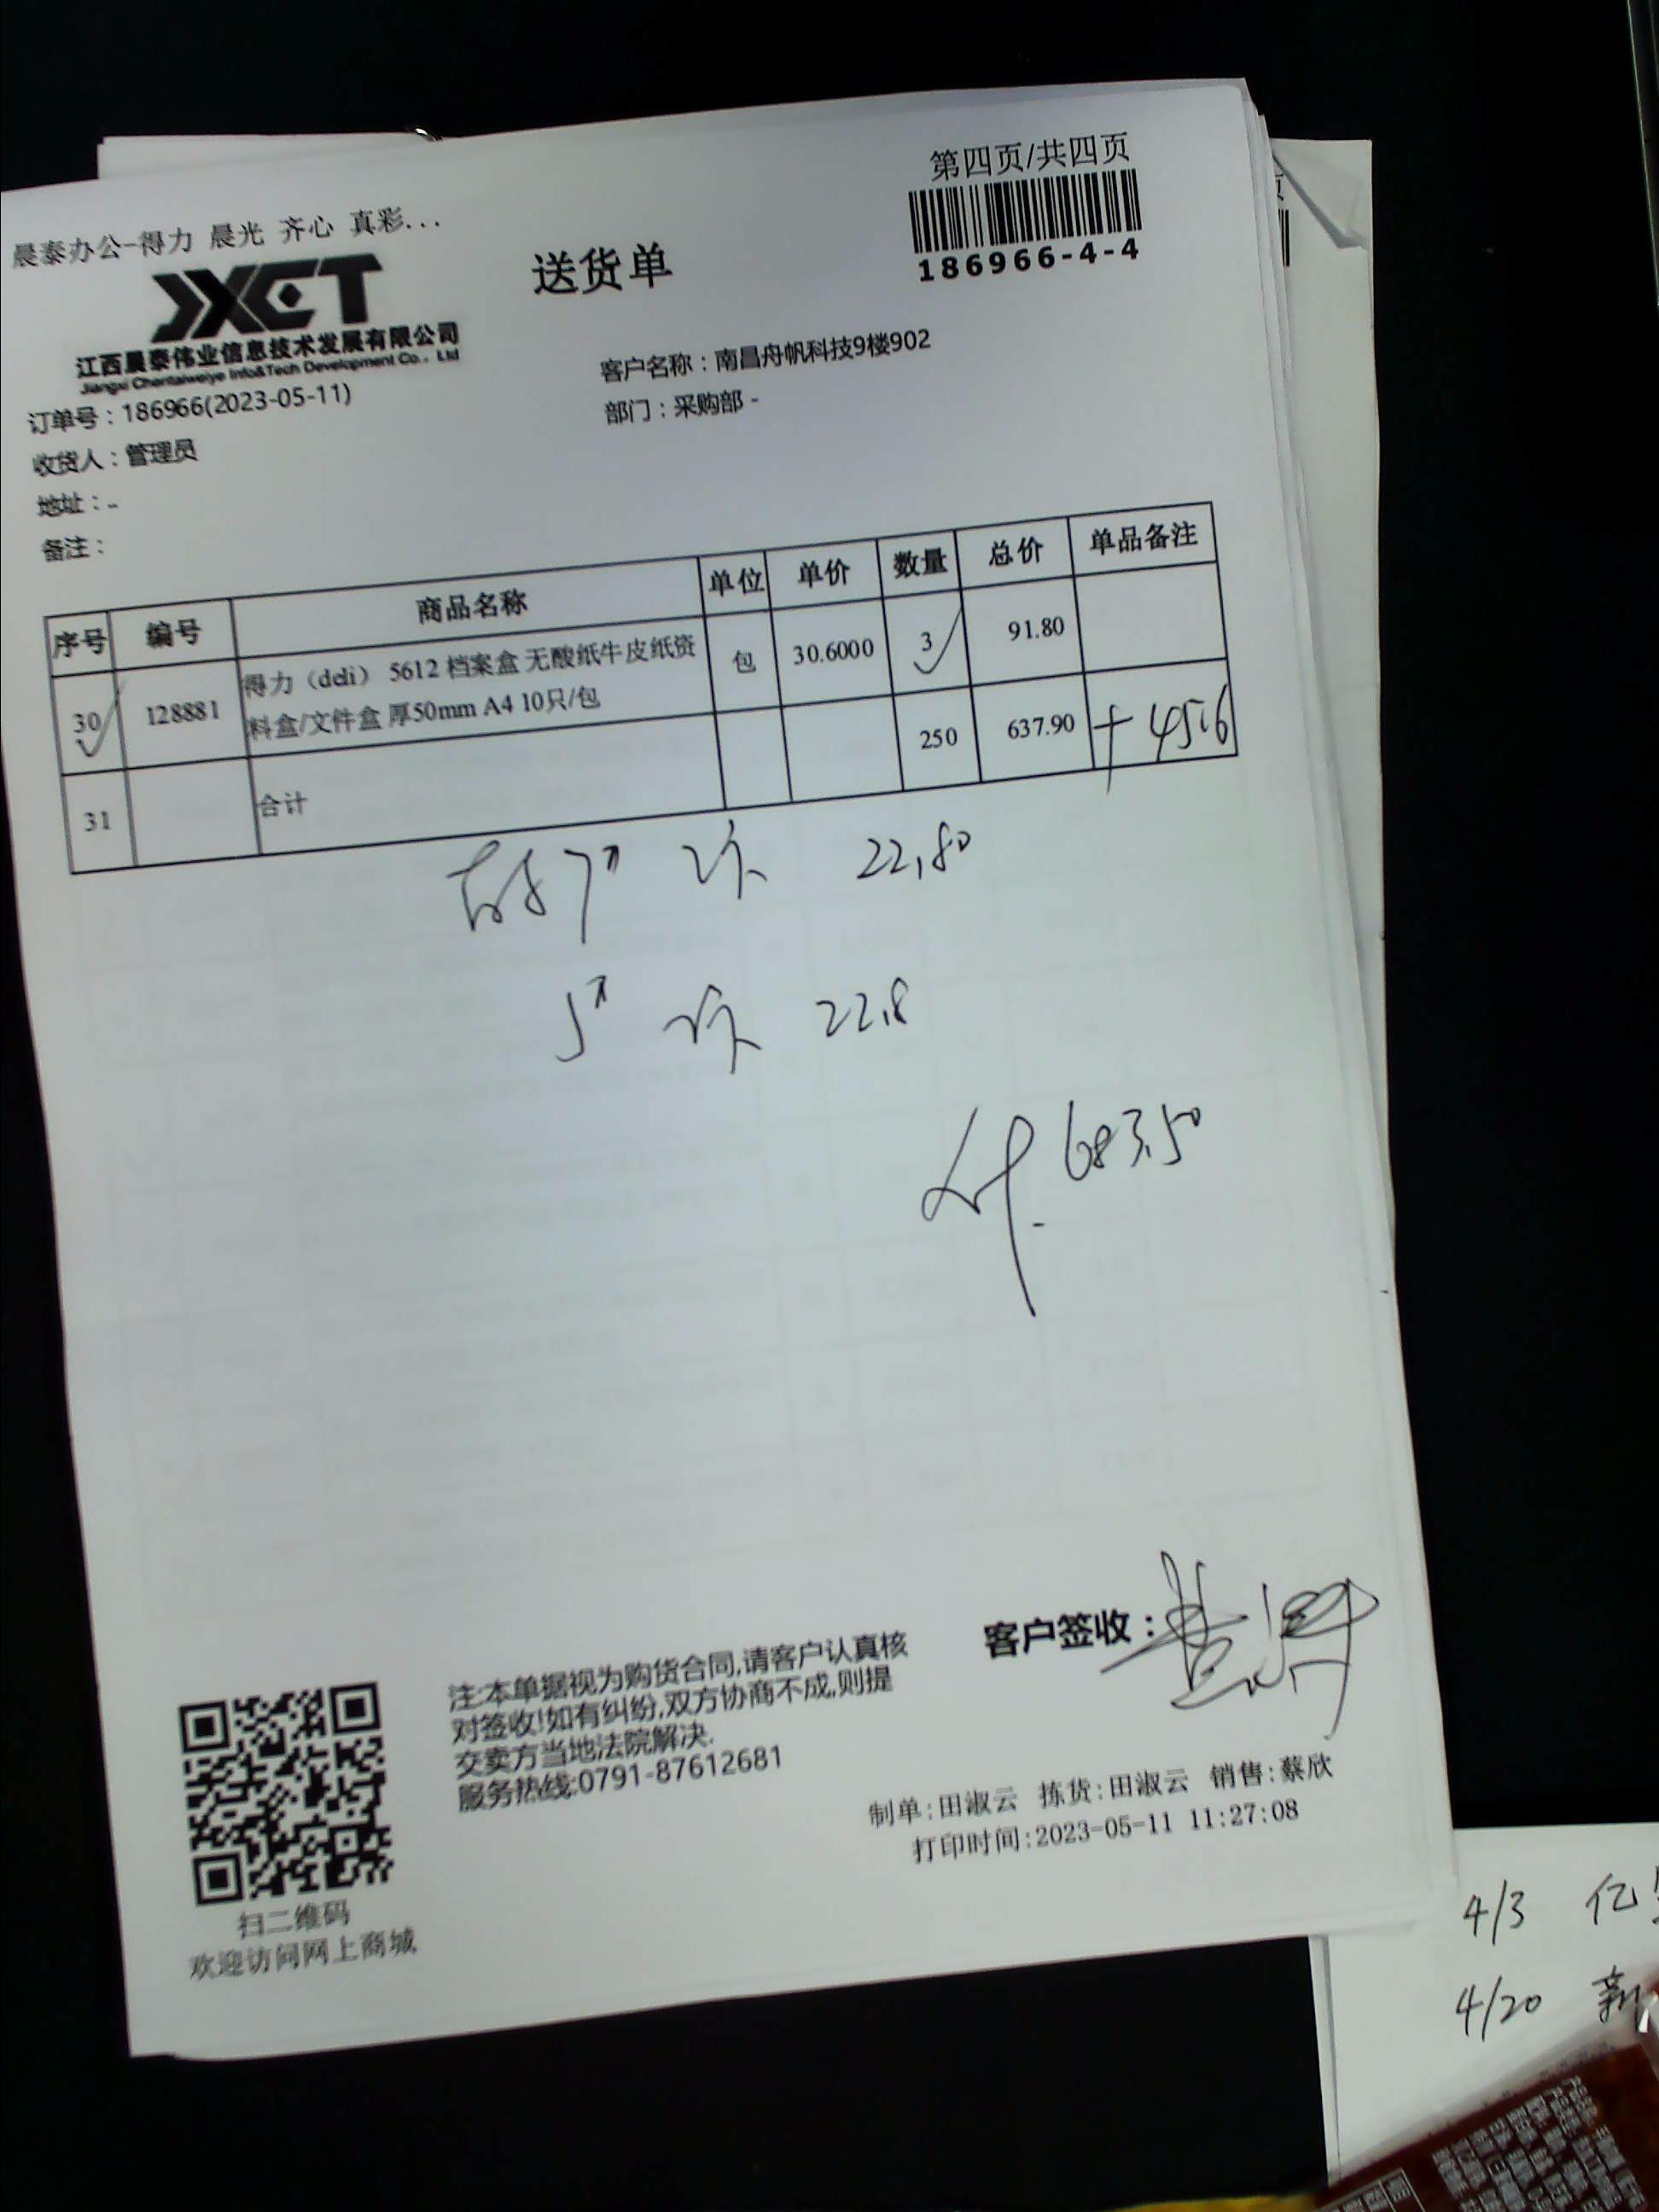 第四页/共四页
晨泰办公-得力 晨光 齐心 真彩...
186966-4-4
送货单
JXCT
江西晨泰伟业信息技术发展有限公司
Jiangxi Chentaiweiye Info&Tech Development Co., Ltd
订单号：186966(2023-05-11)
客户名称：南昌舟帆科技9楼902
收货人：管理员
部门：采购部 -
地址：-
备注：
序号 编号 商品名称 单位 单价 数量 总价 单品备注
30 128881 得力（deli） 5612 档案盒 无酸纸牛皮纸资 包 30.6000 3 91.80
料盒/文件盒 厚50mm A4 10只/包
31 合计 250 637.90 + 45.6
22.80
22.8
683.50
客户签收：
注:本单据视为购货合同,请客户认真核
对签收!如有纠纷,双方协商不成,则提
交卖方当地法院解决.
服务热线:0791-87612681
制单:田淑云 拣货:田淑云 销售:蔡欣
打印时间:2023-05-11 11:27:08
扫二维码
欢迎访问网上商城
4/3 亿
4/20 新